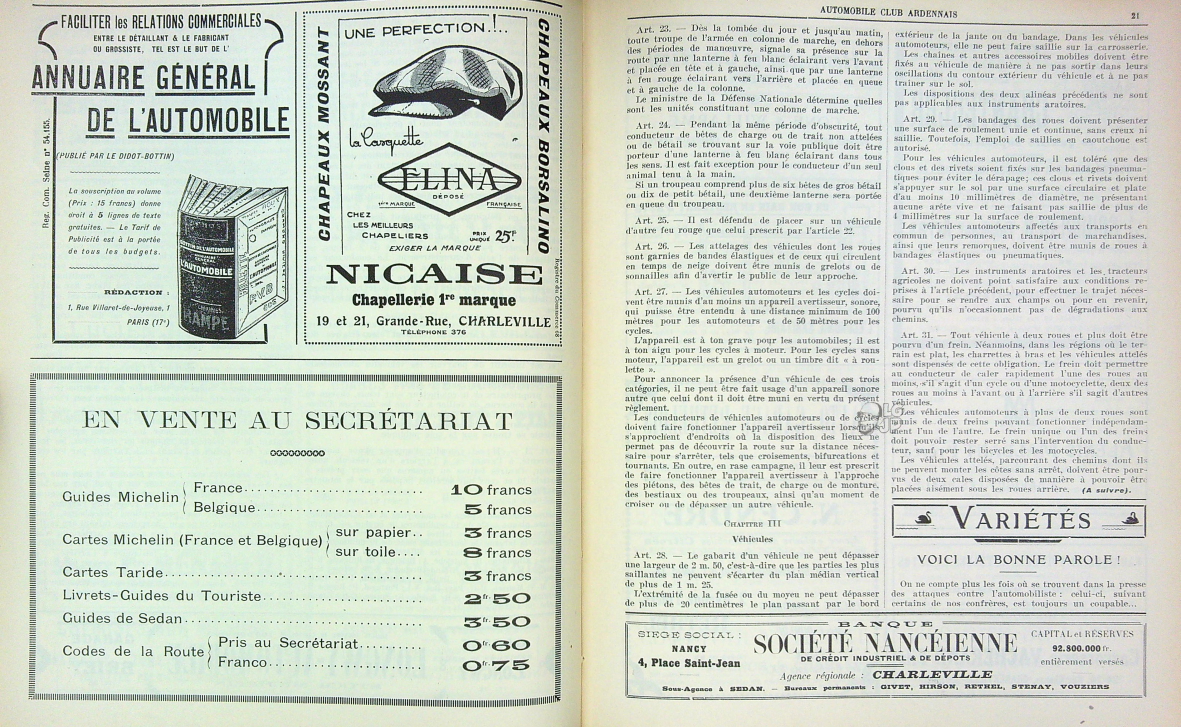 FACILITER les RELATIONS COMMERCIALES
ENTRE LE DÉTAILLANT & LE FABRICANT
OU GROSSISTE, TEL EST LE BUT DE L'
ANNUAIRE GÉNÉRAL
DE L'AUTOMOBILE
(PUBLIÉ PAR LE DIDOT-BOTTIN)
La souscription au volume
(Prix : 15 francs) donne
droit à 5 lignes de texte
gratuites. — Le Tarif de
Publicité est à la portée
de tous les budgets.
RÉDACTION :
1, Rue Villaret-de-Joyeuse, 1
PARIS (17e)
Reg. Com. Seine n° 54.155.
L'AUTOMOBILE
RAMPE
CHAPEAUX MOSSANT
UNE PERFECTION !..
la Casquette
ÉLINA
DÉPOSÉ
MARQUE
FRANÇAISE
CHEZ
LES MEILLEURS
CHAPELIERS
PRIX
UNIQUE 25F
EXIGER LA MARQUE
CHAPEAUX BORSALINO
NICAISE
Chapellerie 1re marque
19 et 21, Grande-Rue, CHARLEVILLE
TÉLÉPHONE 376
Registre du Commerce 68
EN VENTE AU SECRÉTARIAT
Guides Michelin
France 10 francs
Belgique 5 francs
Cartes Michelin (France et Belgique)
sur papier.. 3 francs
sur toile.... 8 francs
Cartes Taride 3 francs
Livrets-Guides du Touriste 2fr.50
Guides de Sedan 3fr.50
Codes de la Route
Pris au Secrétariat 0fr.60
Franco 0fr.75
AUTOMOBILE CLUB ARDENNAIS
21
Art. 23. — Dès la tombée du jour et jusqu'au matin,
toute troupe de l'armée en colonne de marche, en dehors
des périodes de manœuvre, signale sa présence sur la
route par une lanterne à feu blanc éclairant vers l'avant
et placée en tête et à gauche, ainsi que par une lanterne
à feu rouge éclairant vers l'arrière et placée en queue
et à gauche de la colonne.
Le ministre de la Défense Nationale détermine quelles
sont les unités constituant une colonne de marche.
Art. 24. — Pendant la même période d'obscurité, tout
conducteur de bêtes de charge ou de trait non attelées
ou de bétail se trouvant sur la voie publique doit être
porteur d'une lanterne à feu blanc éclairant dans tous
les sens. Il est fait exception pour le conducteur d'un seul
animal tenu à la main.
Si un troupeau comprend plus de six bêtes de gros bétail
ou dix de petit bétail, une deuxième lanterne sera portée
en queue du troupeau.
Art. 25. — Il est défendu de placer sur un véhicule
d'autre feu rouge que celui prescrit par l'article 22.
Art. 26. — Les attelages des véhicules dont les roues
sont garnies de bandes élastiques et de ceux qui circulent
en temps de neige doivent être munis de grelots ou de
sonnailles afin d'avertir le public de leur approche.
Art. 27. — Les véhicules automoteurs et les cycles doi-
vent être munis d'au moins un appareil avertisseur, sonore,
qui puisse être entendu à une distance minimum de 100
mètres pour les automoteurs et de 50 mètres pour les
cycles.
L'appareil est à ton grave pour les automobiles; il est
à ton aigu pour les cycles à moteur. Pour les cycles sans
moteur, l'appareil est un grelot ou un timbre dit « à rou-
lette ».
Pour annoncer la présence d'un véhicule de ces trois
catégories, il ne peut être fait usage d'un appareil sonore
autre que celui dont il doit être muni en vertu du présent
règlement.
Les conducteurs de véhicules automoteurs ou de cycles
doivent faire fonctionner l'appareil avertisseur lorsqu'ils
s'approchent d'endroits où la disposition des lieux ne
permet pas de découvrir la route sur la distance néces-
saire pour s'arrêter, tels que croisements, bifurcations et
tournants. En outre, en rase campagne, il leur est prescrit
de faire fonctionner l'appareil avertisseur à l'approche
des piétons, des bêtes de trait, de charge ou de monture,
des bestiaux ou des troupeaux, ainsi qu'au moment de
croiser ou de dépasser un autre véhicule.
CHAPITRE III
Véhicules
Art. 28. — Le gabarit d'un véhicule ne peut dépasser
une largeur de 2 m. 50, c'est-à-dire que les parties les plus
saillantes ne peuvent s'écarter du plan médian vertical
de plus de 1 m. 25.
L'extrémité de la fusée ou du moyeu ne peut dépasser
de plus de 20 centimètres le plan passant par le bord
extérieur de la jante ou du bandage. Dans les véhicules
automoteurs, elle ne peut faire saillie sur la carrosserie.
Les chaînes et autres accessoires mobiles doivent être
fixés au véhicule de manière à ne pas sortir dans leurs
oscillations du contour extérieur du véhicule et à ne pas
traîner sur le sol.
Les dispositions des deux alinéas précédents ne sont
pas applicables aux instruments aratoires.
Art. 29. — Les bandages des roues doivent présenter
une surface de roulement unie et continue, sans creux ni
saillie. Toutefois, l'emploi de saillies en caoutchouc est
autorisé.
Pour les véhicules automoteurs, il est toléré que des
clous et des rivets soient fixés sur les bandages pneuma-
tiques pour éviter le dérapage; ces clous et rivets doivent
s'appuyer sur le sol par une surface circulaire et plate
d'au moins 10 millimètres de diamètre, ne présentant
aucune arête vive et ne faisant pas saillie de plus de
4 millimètres sur la surface de roulement.
Les véhicules automoteurs affectés aux transports en
commun de personnes, au transport de marchandises,
ainsi que leurs remorques, doivent être munis de roues à
bandages élastiques ou pneumatiques.
Art. 30. — Les instruments aratoires et les tracteurs
agricoles ne doivent point satisfaire aux conditions re-
prises à l'article précédent, pour effectuer le trajet néces-
saire pour se rendre aux champs ou pour en revenir,
pourvu qu'ils n'occasionnent pas de dégradations aux
chemins.
Art. 31. — Tout véhicule à deux roues et plus doit être
pourvu d'un frein. Néanmoins, dans les régions où le ter-
rain est plat, les charrettes à bras et les véhicules attelés
sont dispensés de cette obligation. Le frein doit permettre
au conducteur de caler rapidement l'une des roues au
moins, s'il s'agit d'un cycle ou d'une motocyclette, deux des
roues au moins à l'avant ou à l'arrière s'il s'agit d'autres
véhicules.
Les véhicules automoteurs à plus de deux roues sont
munis de deux freins pouvant fonctionner indépendam-
ment l'un de l'autre. Le frein unique ou l'un des freins
doit pouvoir rester serré sans l'intervention du conduc-
teur, sauf pour les bicycles et les motocycles.
Les véhicules attelés, parcourant des chemins dont ils
ne peuvent monter les côtes sans arrêt, doivent être pour-
vus de deux cales disposées de manière à pouvoir être
placées aisément sous les roues arrière. (A suivre).
VARIÉTÉS
VOICI LA BONNE PAROLE !
On ne compte plus les fois où se trouvent dans la presse
des attaques contre l'automobiliste : celui-ci, suivant
certains de nos confrères, est toujours un coupable...
BANQUE
SIEGE SOCIAL :
NANCY
4, Place Saint-Jean
SOCIÉTÉ NANCÉIENNE
DE CRÉDIT INDUSTRIEL & DE DÉPOTS
Agence régionale : CHARLEVILLE
CAPITAL et RÉSERVES
92.800.000 fr.
entièrement versés
Sous-Agence à SEDAN. — Bureaux permanents : GIVET, HIRSON, RETHEL, STENAY, VOUZIERS